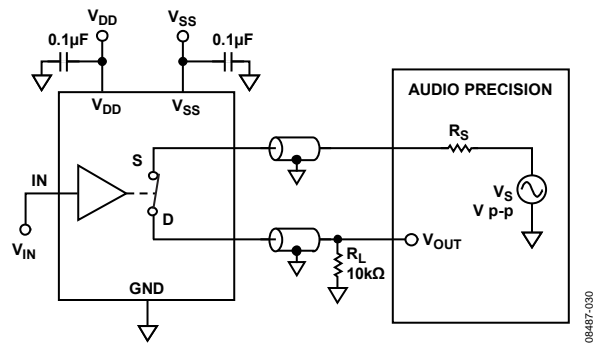 VDD
VSS
0.1µF
0.1µF
VDD
VSS
AUDIO PRECISION
RS
S
IN
VS
V p-p
D
VIN
VOUT
RL
10kΩ
GND
08487-030